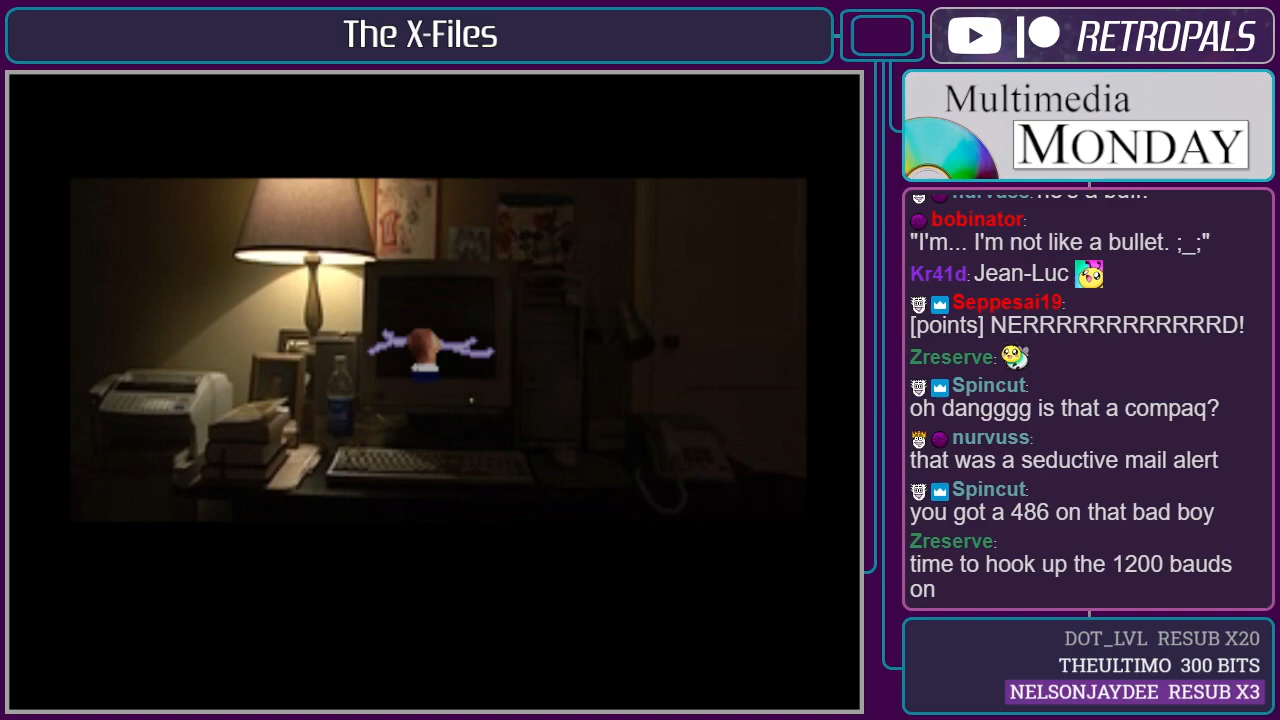 The X-Files
RETROPALS
Multimedia
MONDAY
bobinator:
"I'm... I'm not like a bullet. ;_;"
Kr41d: Jean-Luc
Seppesai19:
[points] NERRRRRRRRRRRRRD!
Zreserve:
Spincut:
oh dangggg is that a compaq?
nurvuss:
that was a seductive mail alert
Spincut:
you got a 486 on that bad boy
Zreserve:
time to hook up the 1200 bauds
on
DOT_LVL RESUB X20
THEULTIMO 300 BITS
NELSONJAYDEE RESUB X3